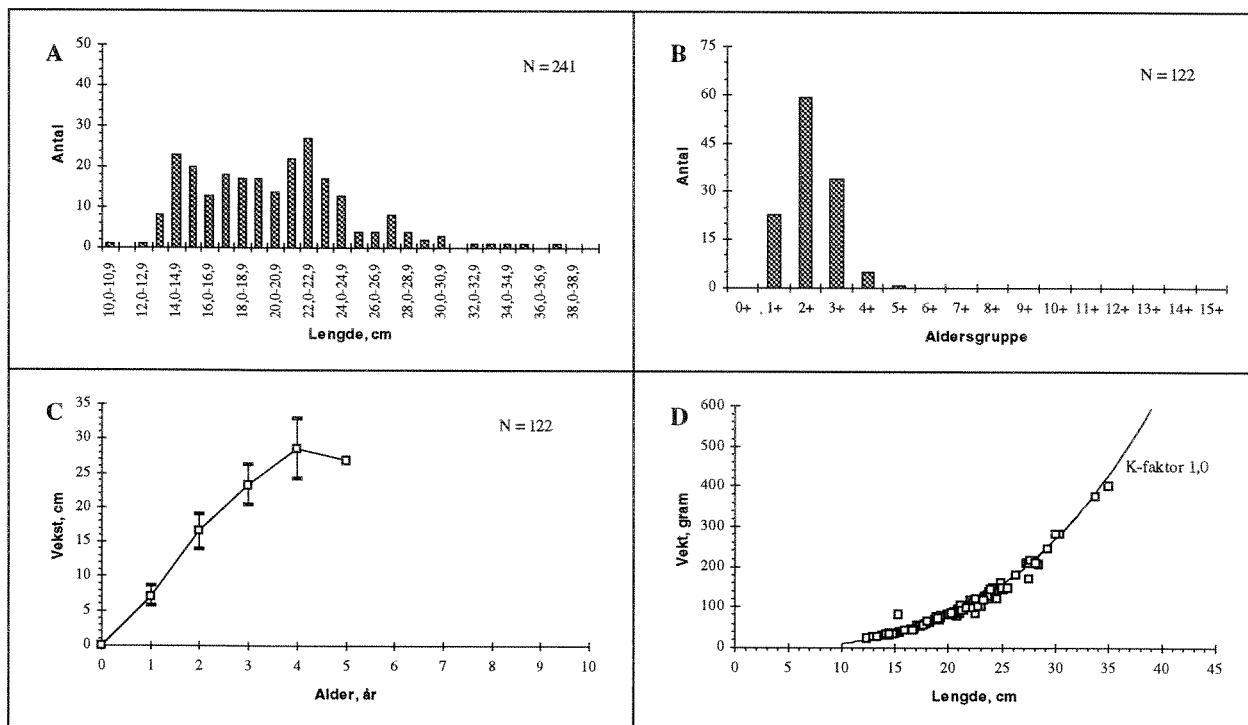 A
N = 241
Antal
50
40
30
20
10
0
10,0-10,9
12,0-12,9
14,0-14,9
16,0-16,9
18,0-18,9
20,0-20,9
22,0-22,9
24,0-24,9
26,0-26,9
28,0-28,9
30,0-30,9
32,0-32,9
34,0-34,9
36,0-36,9
38,0-38,9
Lengde, cm
B
N = 122
Antal
75
60
45
30
15
0
0+ 1+ 2+ 3+ 4+ 5+ 6+ 7+ 8+ 9+ 10+ 11+ 12+ 13+ 14+ 15+
Aldersgruppe
C
N = 122
Vekst, cm
35
30
25
20
15
10
5
0
0 1 2 3 4 5 6 7 8 9 10
Alder, år
D
K-faktor 1,0
Vekt, gram
600
500
400
300
200
100
0
0 5 10 15 20 25 30 35 40 45
Lengde, cm